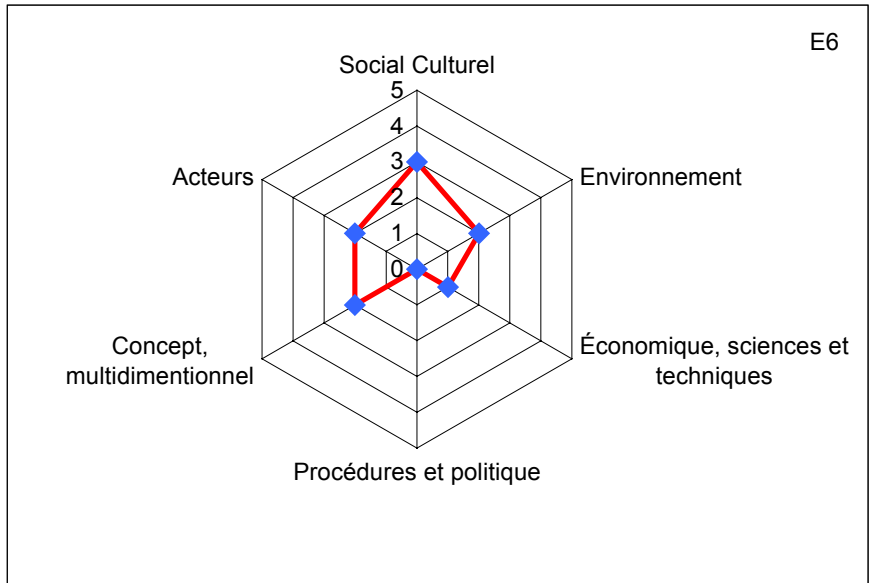 E6
Social Culturel
5
4
3
2
1
0
Acteurs
Environnement
Concept,
multidimentionnel
Économique, sciences et
techniques
Procédures et politique